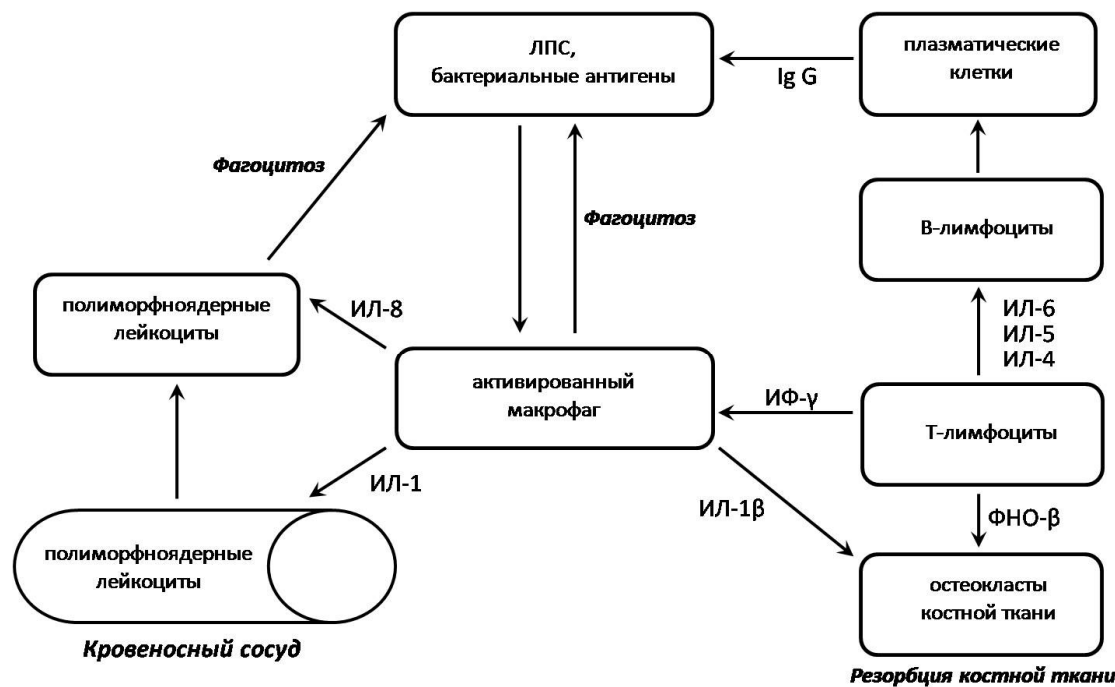 ЛПС,
бактериальные антигены
Ig G
плазматические
клетки
Фагоцитоз
Фагоцитоз
В-лимфоциты
полиморфноядерные
лейкоциты
ИЛ-8
ИЛ-6
ИЛ-5
ИЛ-4
активированный
макрофаг
ИФ-γ
Т-лимфоциты
ИЛ-1
ИЛ-1β
ФНО-β
полиморфноядерные
лейкоциты
остеокласты
костной ткани
Кровеносный сосуд
Резорбция костной ткани